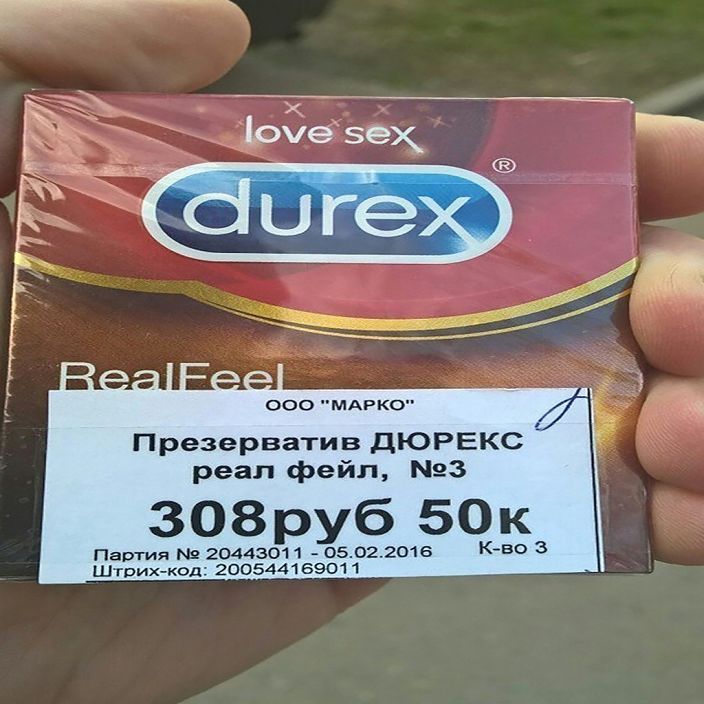 love sex
durex®
RealFeel
ООО "МАРКО"
Презерватив ДЮРЕКС
реал фейл, №3
308руб 50к
Партия № 20443011 - 05.02.2016 К-во 3
Штрих-код: 200544169011